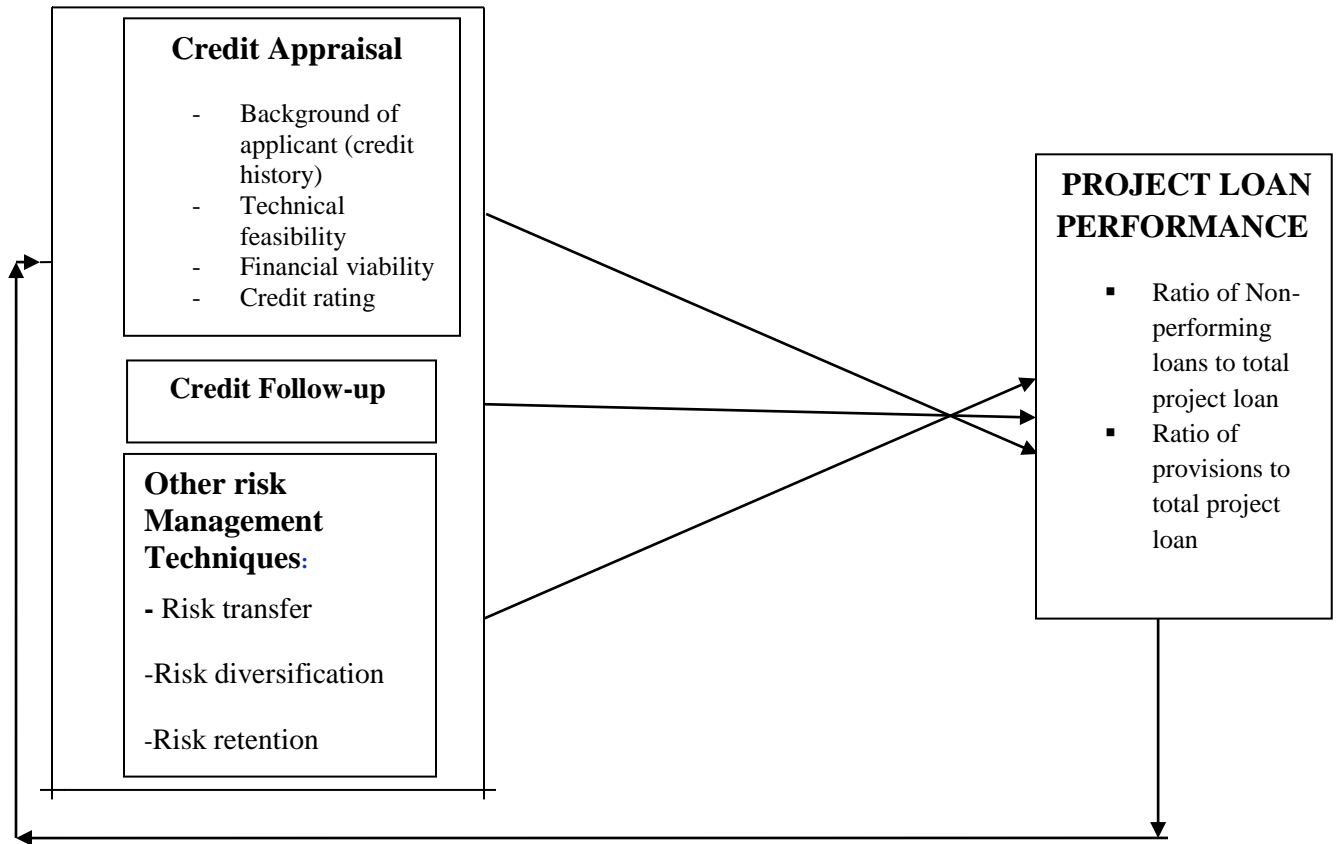 Credit Appraisal
- Background of
applicant (credit
history)
- Technical
feasibility
- Financial viability
- Credit rating
Credit Follow-up
Other risk
Management
Techniques:
- Risk transfer
-Risk diversification
-Risk retention
PROJECT LOAN
PERFORMANCE
▪ Ratio of Non-
performing
loans to total
project loan
▪ Ratio of
provisions to
total project
loan